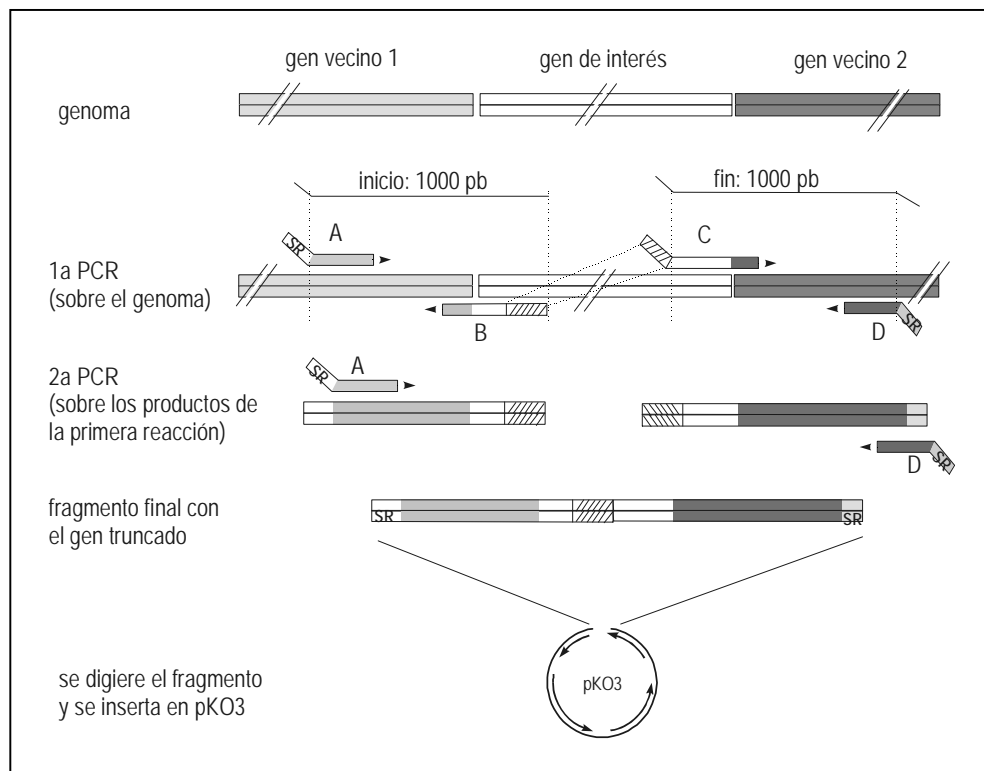 gen vecino 1
gen de interés
gen vecino 2
genoma
inicio: 1000 pb
fin: 1000 pb
SR
A
C
1a PCR
(sobre el genoma)
B
D
SR
2a PCR
(sobre los productos de
la primera reacción)
SR
A
D
SR
fragmento final con
el gen truncado
SR
SR
se digiere el fragmento
y se inserta en pKO3
pKO3